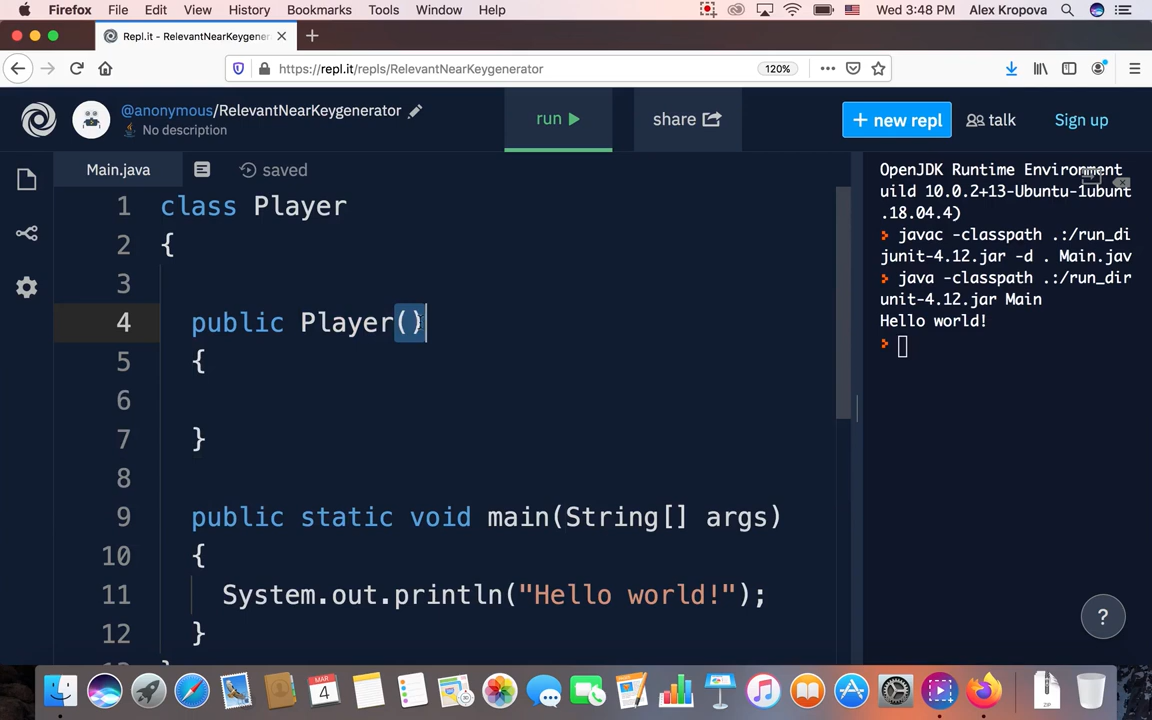 Firefox File Edit View History Bookmarks Tools Window Help Wed 3:48 PM Alex Kropova
Repl.it - RelevantNearKeygener
https://repl.it/repls/RelevantNearKeygenerator 120%
@anonymous/RelevantNearKeygenerator
No description
run
share
+ new repl
talk
Sign up
Main.java
saved
1 class Player
2 {
3
4 public Player()
5 {
6
7 }
8
9 public static void main(String[] args)
10 {
11 System.out.println("Hello world!");
12 }
}
OpenJDK Runtime Environment
uild 10.0.2+13-Ubuntu-1ubunt
.18.04.4)
javac -classpath .:/run_di
junit-4.12.jar -d . Main.jav
java -classpath .:/run_dir
unit-4.12.jar Main
Hello world!
?
MAR
4
ZIP